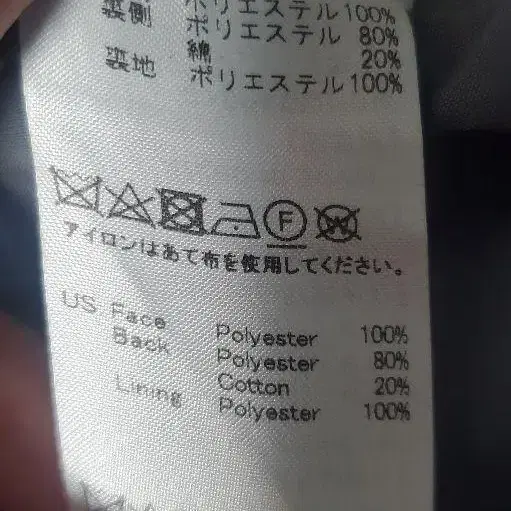 ポリエステル100%
裏側 ポリエステル 80%
綿 20%
裏地 ポリエステル100%
F
W
アイロンはあて布を使用してください。
US Face Polyester 100%
Back Polyester 80%
Cotton 20%
Lining Polyester 100%